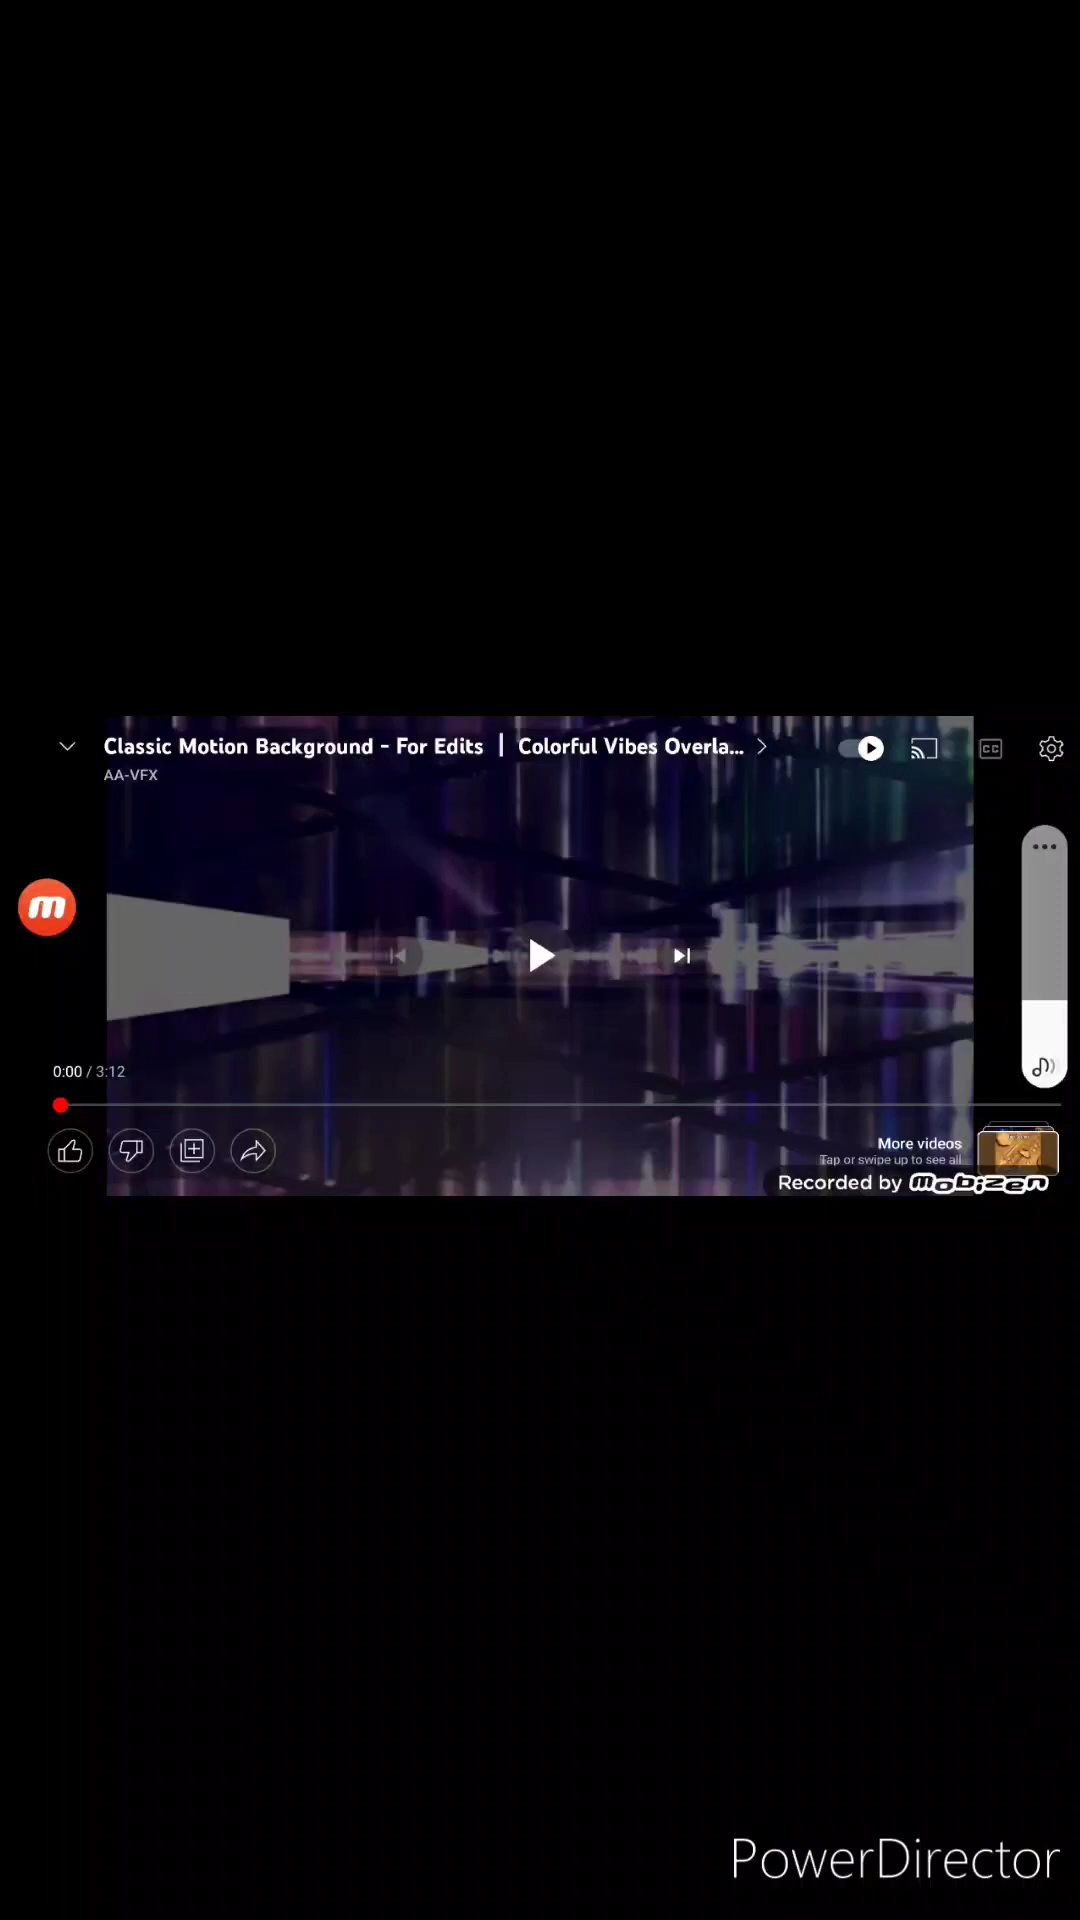 Classic Motion Background - For Edits | Colorful Vibes Overla...
AA-VFX
CC
m
0:00 / 3:12
More videos
Tap or swipe up to see all
Recorded by mobizen
PowerDirector